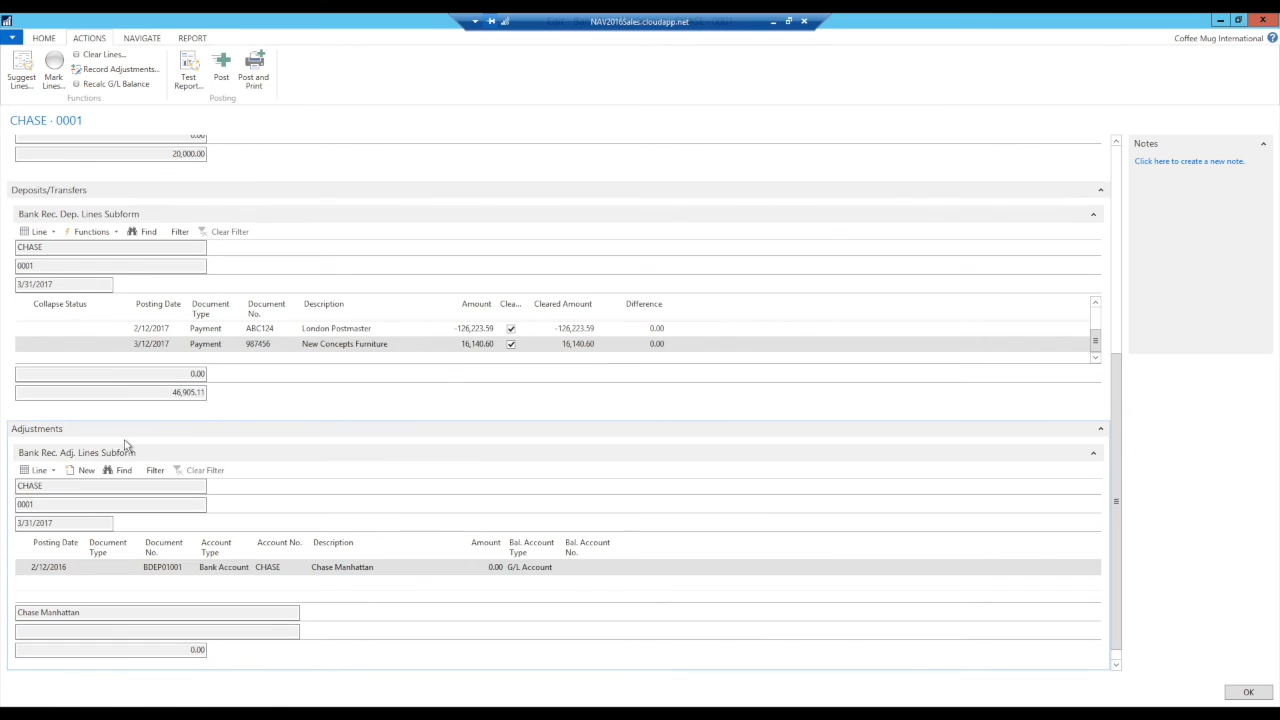 NAV2016Sales.cloudapp.net
HOME ACTIONS NAVIGATE REPORT
Coffee Mug International
Suggest Lines...
Mark Lines...
Clear Lines...
Record Adjustments...
Recalc G/L Balance
Functions
Test Report...
Post
Post and Print
Posting
CHASE · 0001
0.00
20,000.00
Deposits/Transfers
Bank Rec. Dep. Lines Subform
Line Functions Find Filter Clear Filter
CHASE
0001
3/31/2017
Collapse Status Posting Date Document Type Document No. Description Amount Clea... Cleared Amount Difference
2/12/2017 Payment ABC124 London Postmaster -126,223.59 -126,223.59 0.00
3/12/2017 Payment 987456 New Concepts Furniture 16,140.60 16,140.60 0.00
0.00
46,905.11
Adjustments
Bank Rec. Adj. Lines Subform
Line New Find Filter Clear Filter
CHASE
0001
3/31/2017
Posting Date Document Type Document No. Account Type Account No. Description Amount Bal. Account Type Bal. Account No.
2/12/2016 BDEP01001 Bank Account CHASE Chase Manhattan 0.00 G/L Account
Chase Manhattan
0.00
Notes
Click here to create a new note.
OK